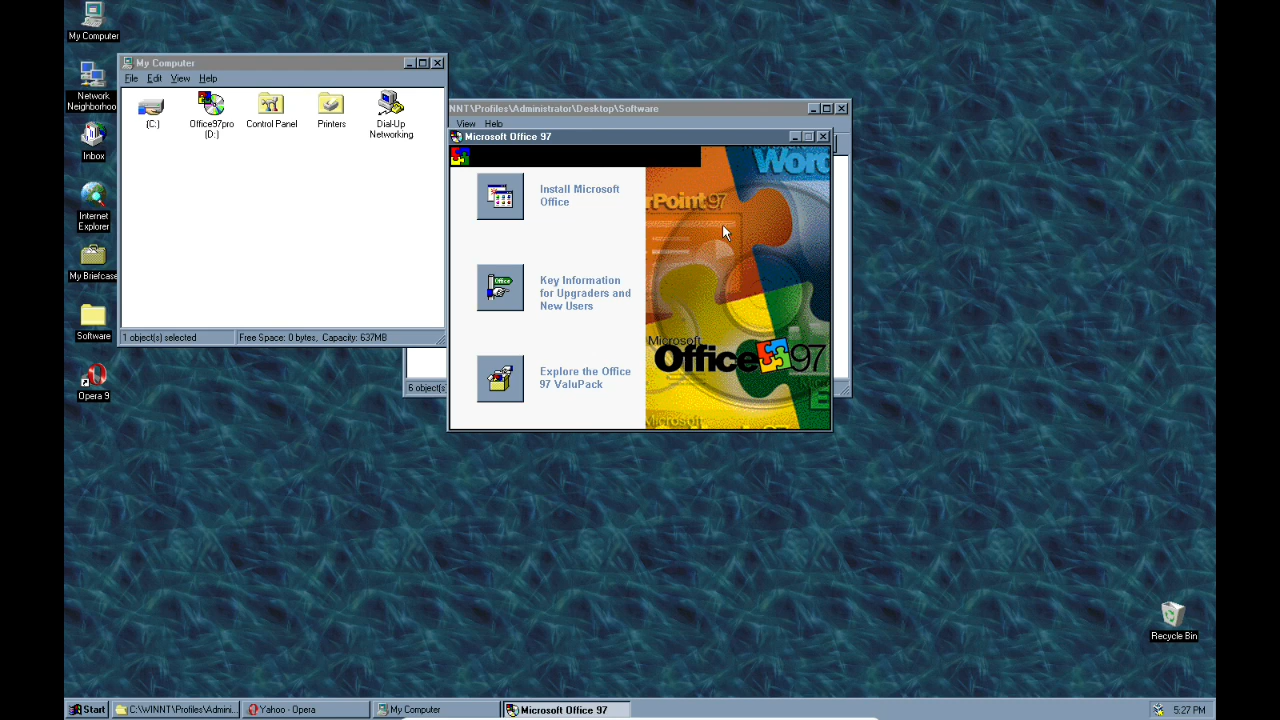 My Computer
Network
Neighborhoo
Inbox
Internet
Explorer
My Briefcase
Software
Opera 9
My Computer
File Edit View Help
(C:)
Office97pro
(D:)
Control Panel
Printers
Dial-Up
Networking
1 object(s) selected
Free Space: 0 bytes, Capacity: 637MB
NNT\Profiles\Administrator\Desktop\Software
View Help
6 object(s
Microsoft Office 97
Install Microsoft
Office
Key Information
for Upgraders and
New Users
Explore the Office
97 ValuPack
Word
rPoint 97
Microsoft
Office 97
E
Microsoft
Recycle Bin
Start
C:\WINNT\Profiles\Admini...
Yahoo - Opera
My Computer
Microsoft Office 97
5:27 PM